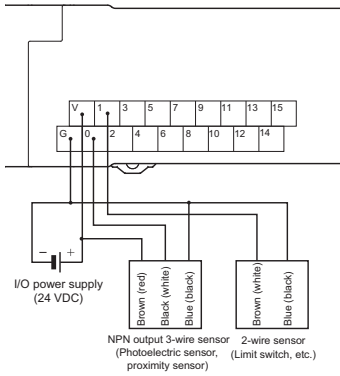 V 1 3 5 7 9 11 13 15
G 0 2 4 6 8 10 12 14
− +
I/O power supply
(24 VDC)
Brown (red)
Black (white)
Blue (black)
Brown (white)
Blue (black)
NPN output 3-wire sensor
(Photoelectric sensor,
proximity sensor)
2-wire sensor
(Limit switch, etc.)